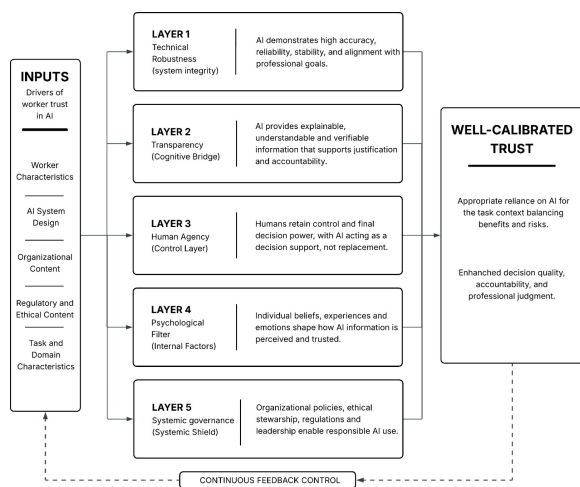 INPUTS
Drivers of
worker trust
in AI
Worker
Characteristics
AI System
Design
Organizational
Content
Regulatory and
Ethical Content
Task and
Domain
Characteristics
LAYER 1
Technical
Robustness
(system integrity)
AI demonstrates high accuracy,
reliability, stability, and alignment with
professional goals.
LAYER 2
Transparency
(Cognitive Bridge)
AI provides explainable,
understandable and verifiable
information that supports justification
and accountability.
LAYER 3
Human Agency
(Control Layer)
Humans retain control and final
decision power, with AI acting as a
decision support, not replacement.
LAYER 4
Psychological
Filter
(Internal Factors)
Individual beliefs, experiences and
emotions shape how AI information is
perceived and trusted.
LAYER 5
Systemic governance
(Systemic Shield)
Organizational policies, ethical
stewardship, regulations and
leadership enable responsible AI use.
WELL-CALIBRATED
TRUST
Appropriate reliance on AI for
the task context balancing
benefits and risks.
Enhanched decision quality,
accountability, and
professional judgment.
CONTINUOUS FEEDBACK CONTROL